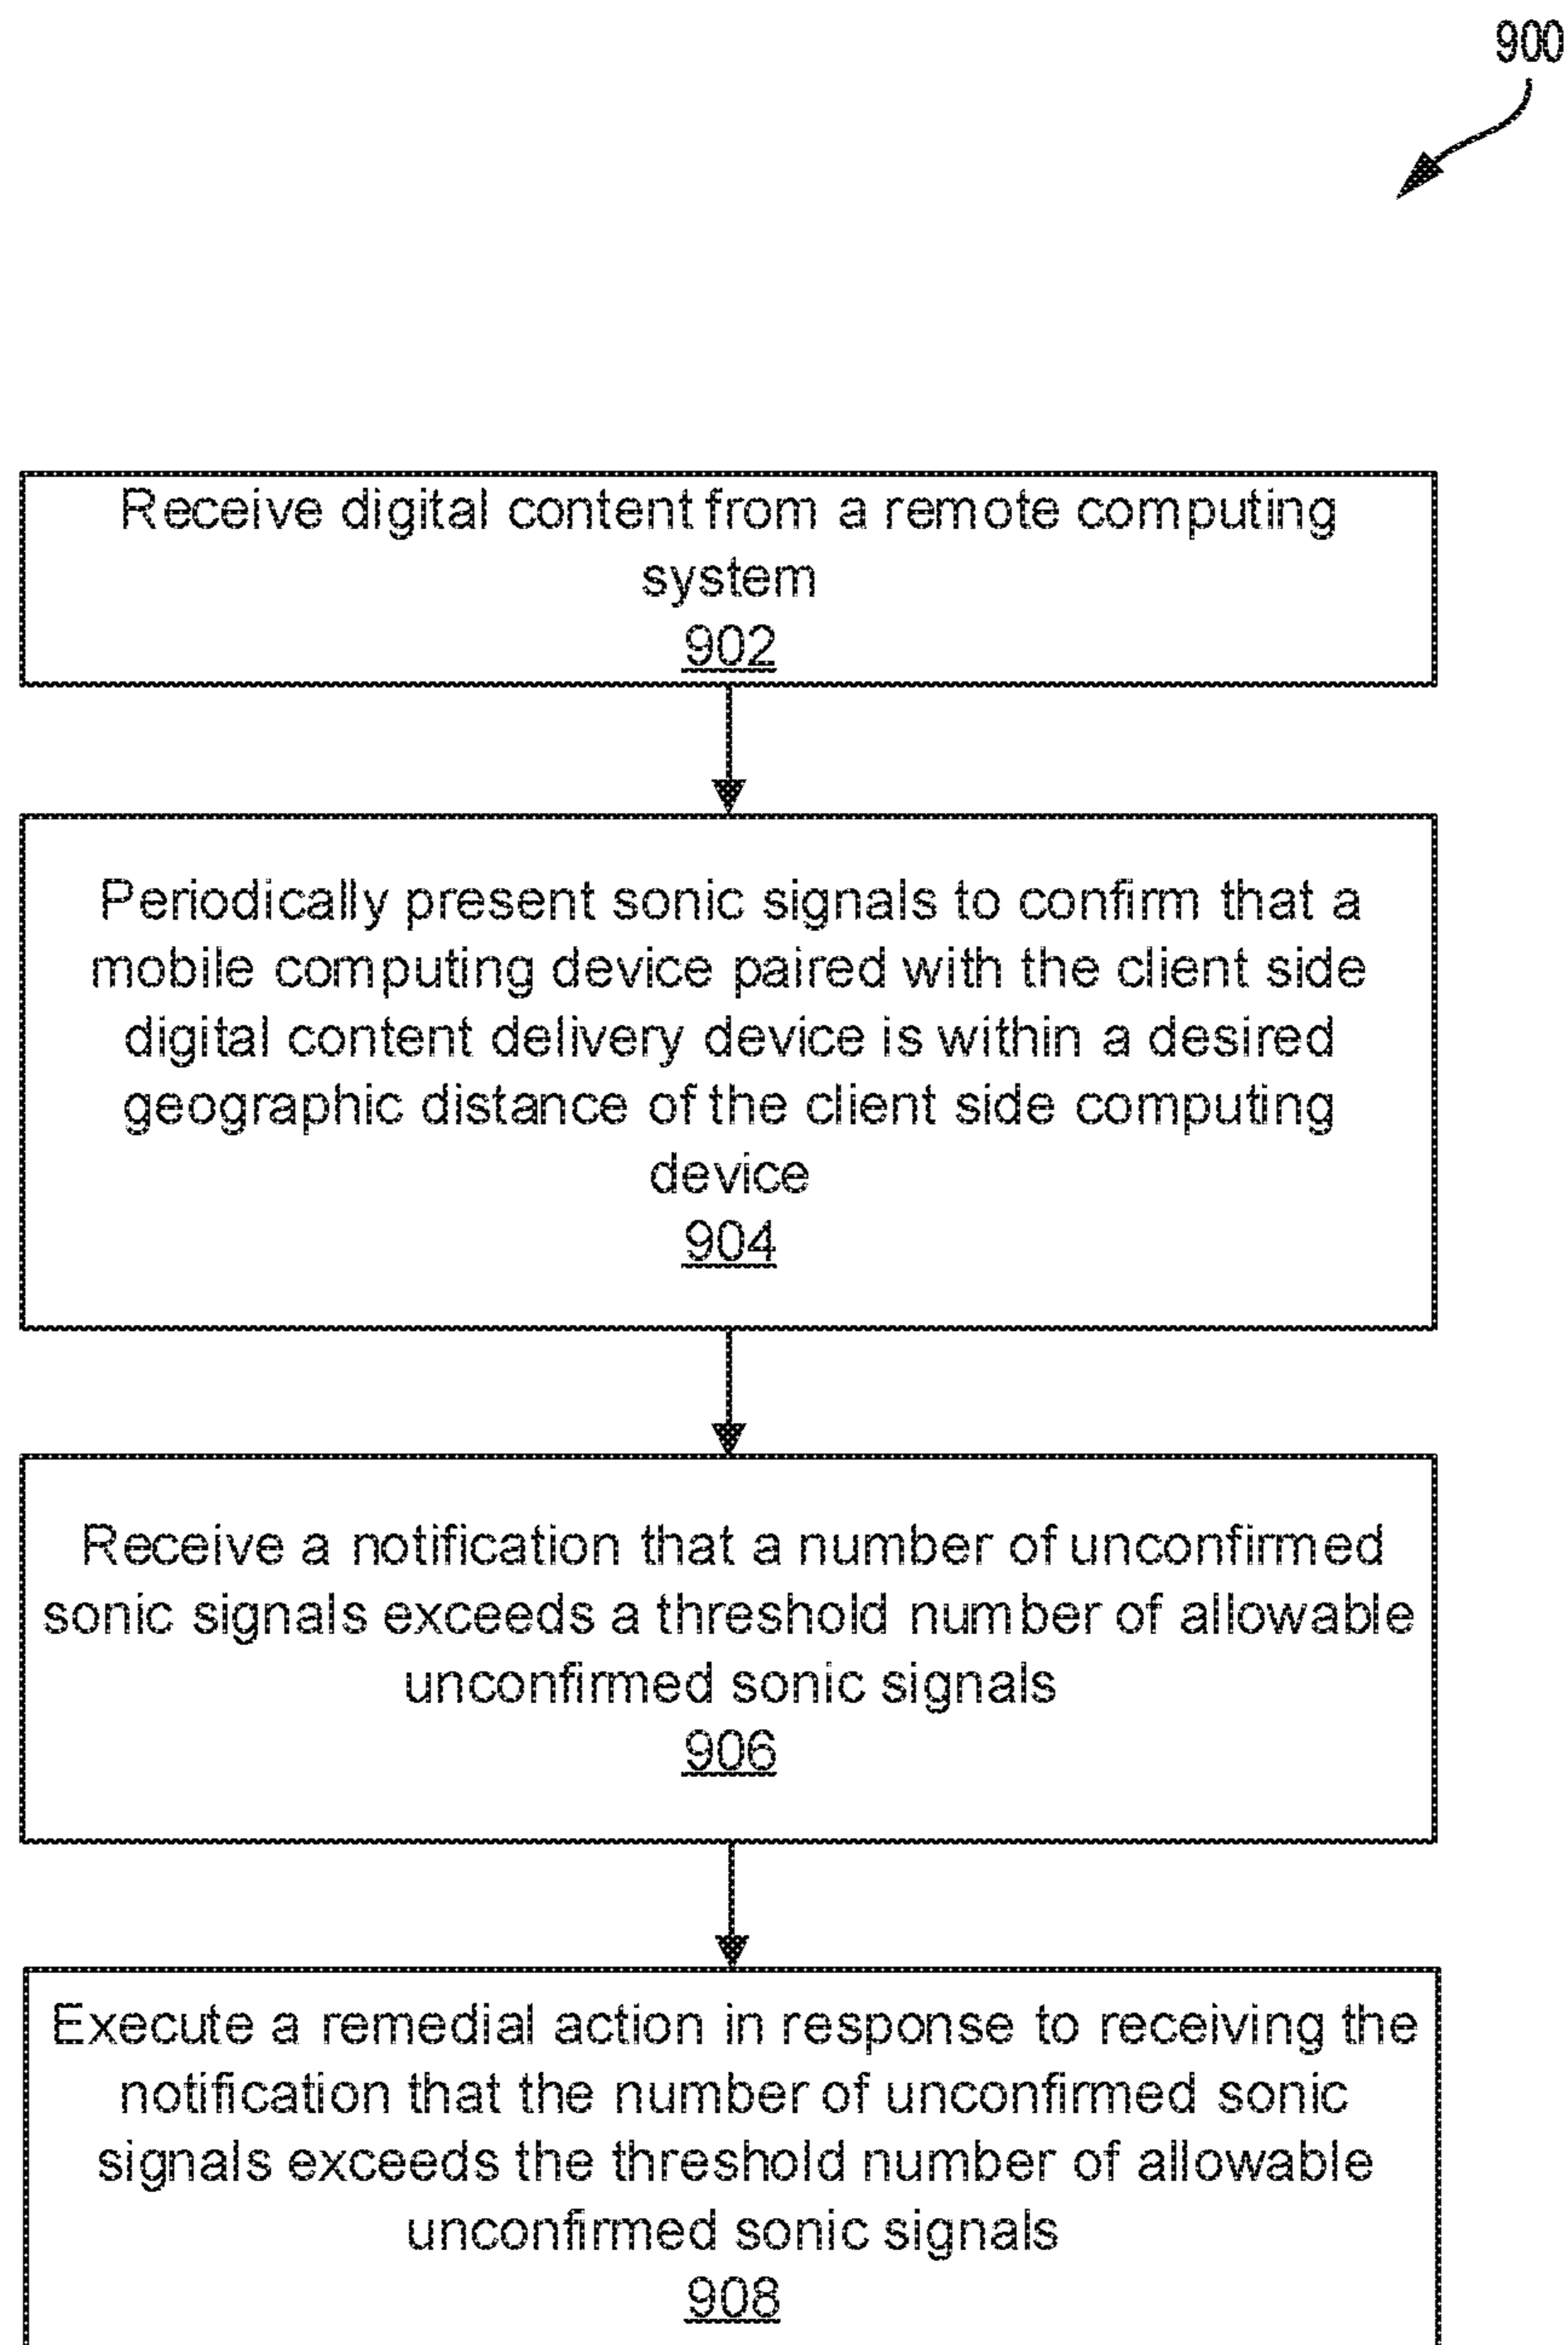 900
Receive digital content from a remote computing
system
902
Periodically present sonic signals to confirm that a
mobile computing device paired with the client side
digital content delivery device is within a desired
geographic distance of the client side computing
device
904
Receive a notification that a number of unconfirmed
sonic signals exceeds a threshold number of allowable
unconfirmed sonic signals
906
Execute a remedial action in response to receiving the
notification that the number of unconfirmed sonic
signals exceeds the threshold number of allowable
unconfirmed sonic signals
908